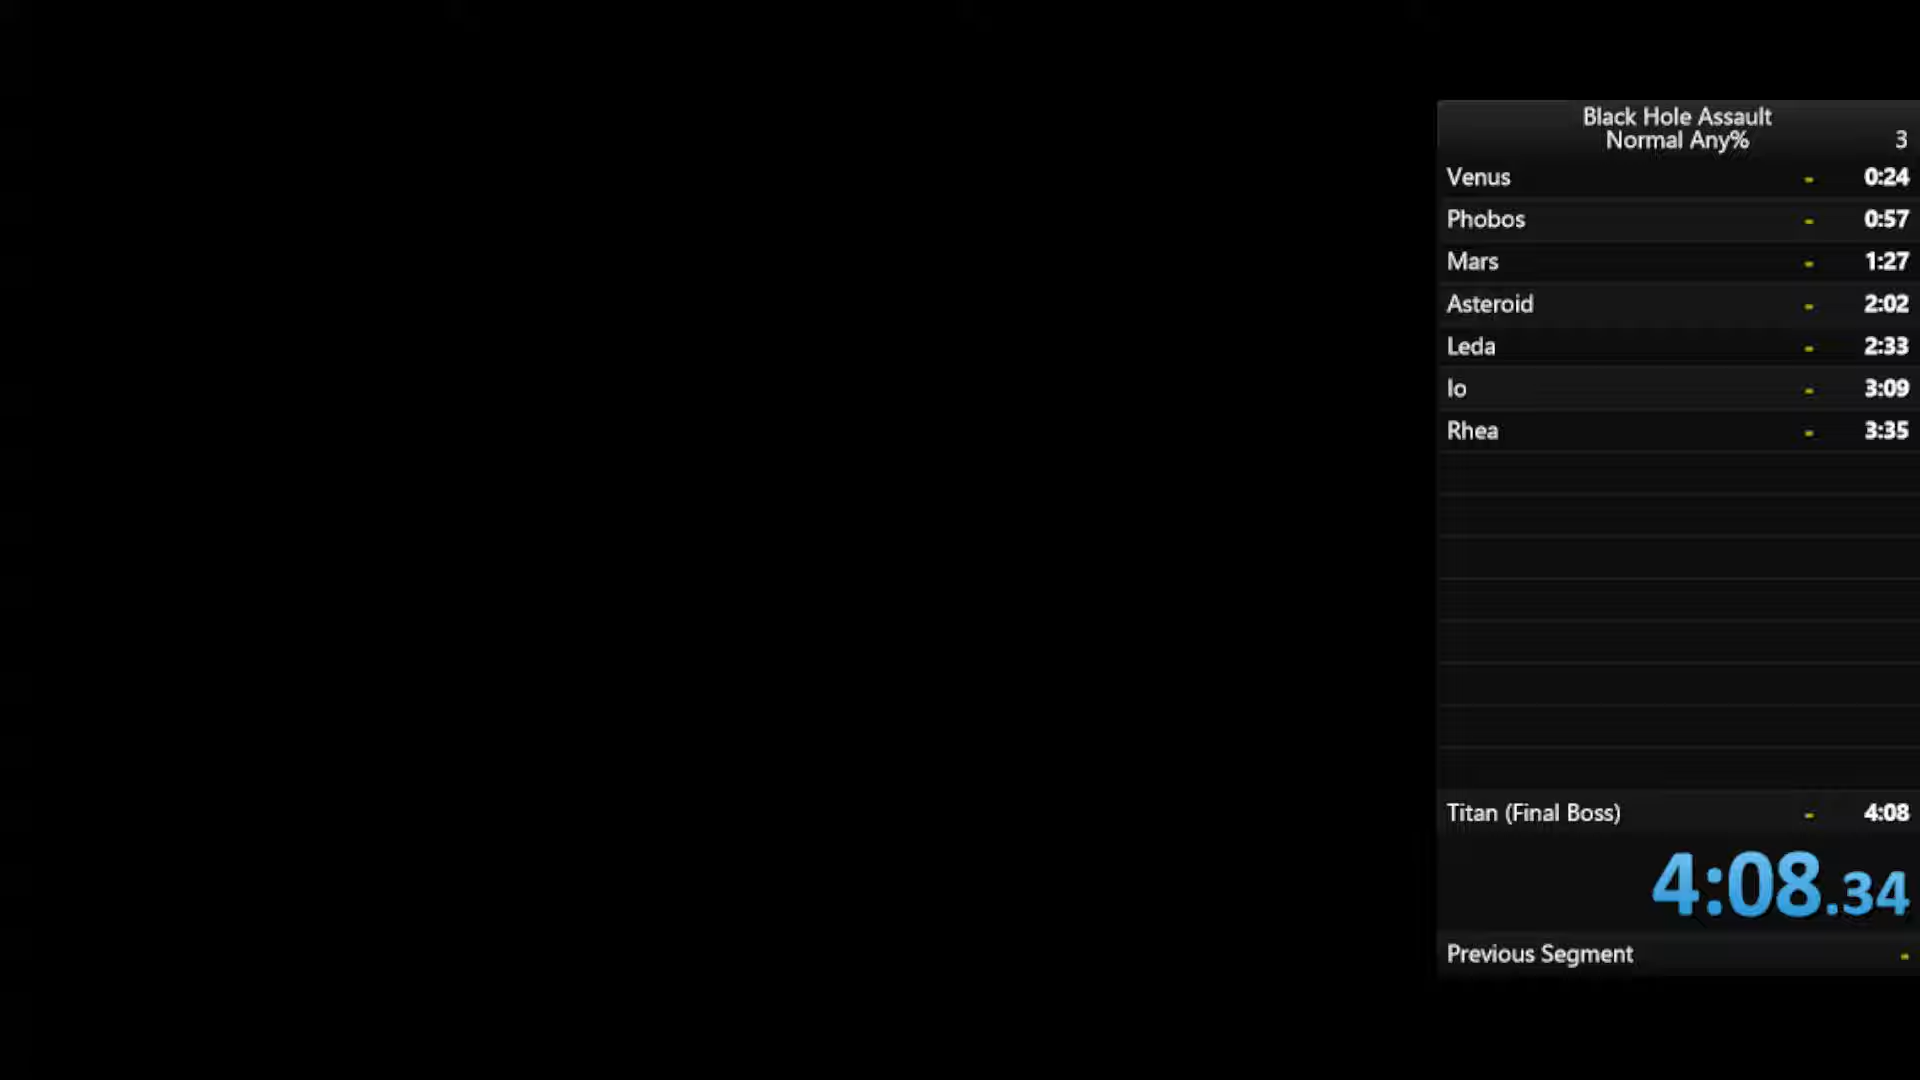 Black Hole Assault
Normal Any% 3
Venus - 0:24
Phobos - 0:57
Mars - 1:27
Asteroid - 2:02
Leda - 2:33
Io - 3:09
Rhea - 3:35
Titan (Final Boss) - 4:08
4:08.34
Previous Segment -